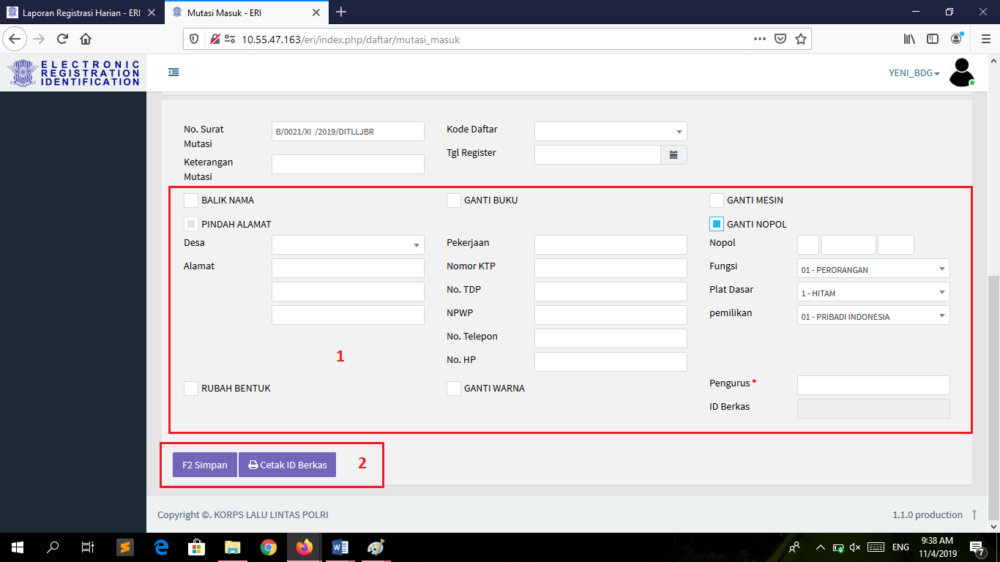 Laporan Registrasi Harian - ERI
Mutasi Masuk - ERI
10.55.47.163/eri/index.php/daftar/mutasi_masuk
ELECTRONIC
REGISTRATION
IDENTIFICATION
YENI_BDG
No. Surat Mutasi
B/0021/XI /2019/DITLLJBR
Kode Daftar
Keterangan Mutasi
Tgl Register
BALIK NAMA
GANTI BUKU
GANTI MESIN
PINDAH ALAMAT
GANTI NOPOL
Desa
Pekerjaan
Nopol
Alamat
Nomor KTP
Fungsi
01 - PERORANGAN
No. TDP
Plat Dasar
1 - HITAM
NPWP
pemilikan
01 - PRIBADI INDONESIA
No. Telepon
1
No. HP
RUBAH BENTUK
GANTI WARNA
Pengurus *
ID Berkas
F2 Simpan
Cetak ID Berkas
2
Copyright ©. KORPS LALU LINTAS POLRI
1.1.0 production
ENG
9:38 AM
11/4/2019
7